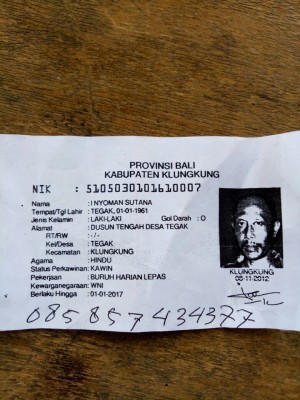 PROVINSI BALI
KABUPATEN KLUNGKUNG
NIK : 5105030101610007
Nama : I NYOMAN SUTANA
Tempat/Tgl Lahir : TEGAK, 01-01-1961
Jenis Kelamin : LAKI-LAKI Gol Darah : O
Alamat : DUSUN TENGAH DESA TEGAK
RT/RW : -/-
Kel/Desa : TEGAK
Kecamatan : KLUNGKUNG
Agama : HINDU
Status Perkawinan: KAWIN
Pekerjaan : BURUH HARIAN LEPAS
Kewarganegaraan: WNI
Berlaku Hingga : 01-01-2017
KLUNGKUNG
05-11-2012
085857434377